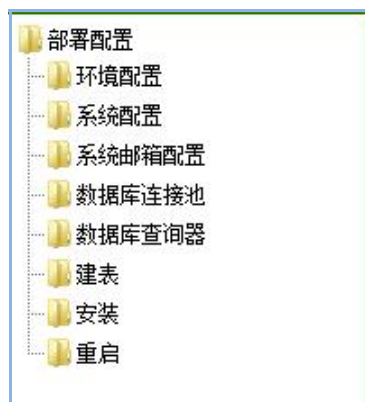 部署配置
环境配置
系统配置
系统邮箱配置
数据库连接池
数据库查询器
建表
安装
重启